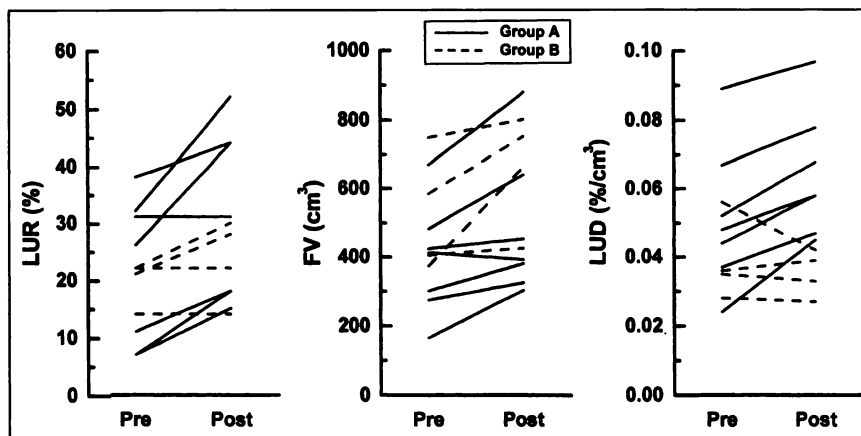 Group A
Group B
LUR (%)
60
50
40
30
20
10
0
Pre Post
FV (cm³)
1000
800
600
400
200
0
Pre Post
LUD (%/cm³)
0.10
0.08
0.06
0.04
0.02
0.00
Pre Post